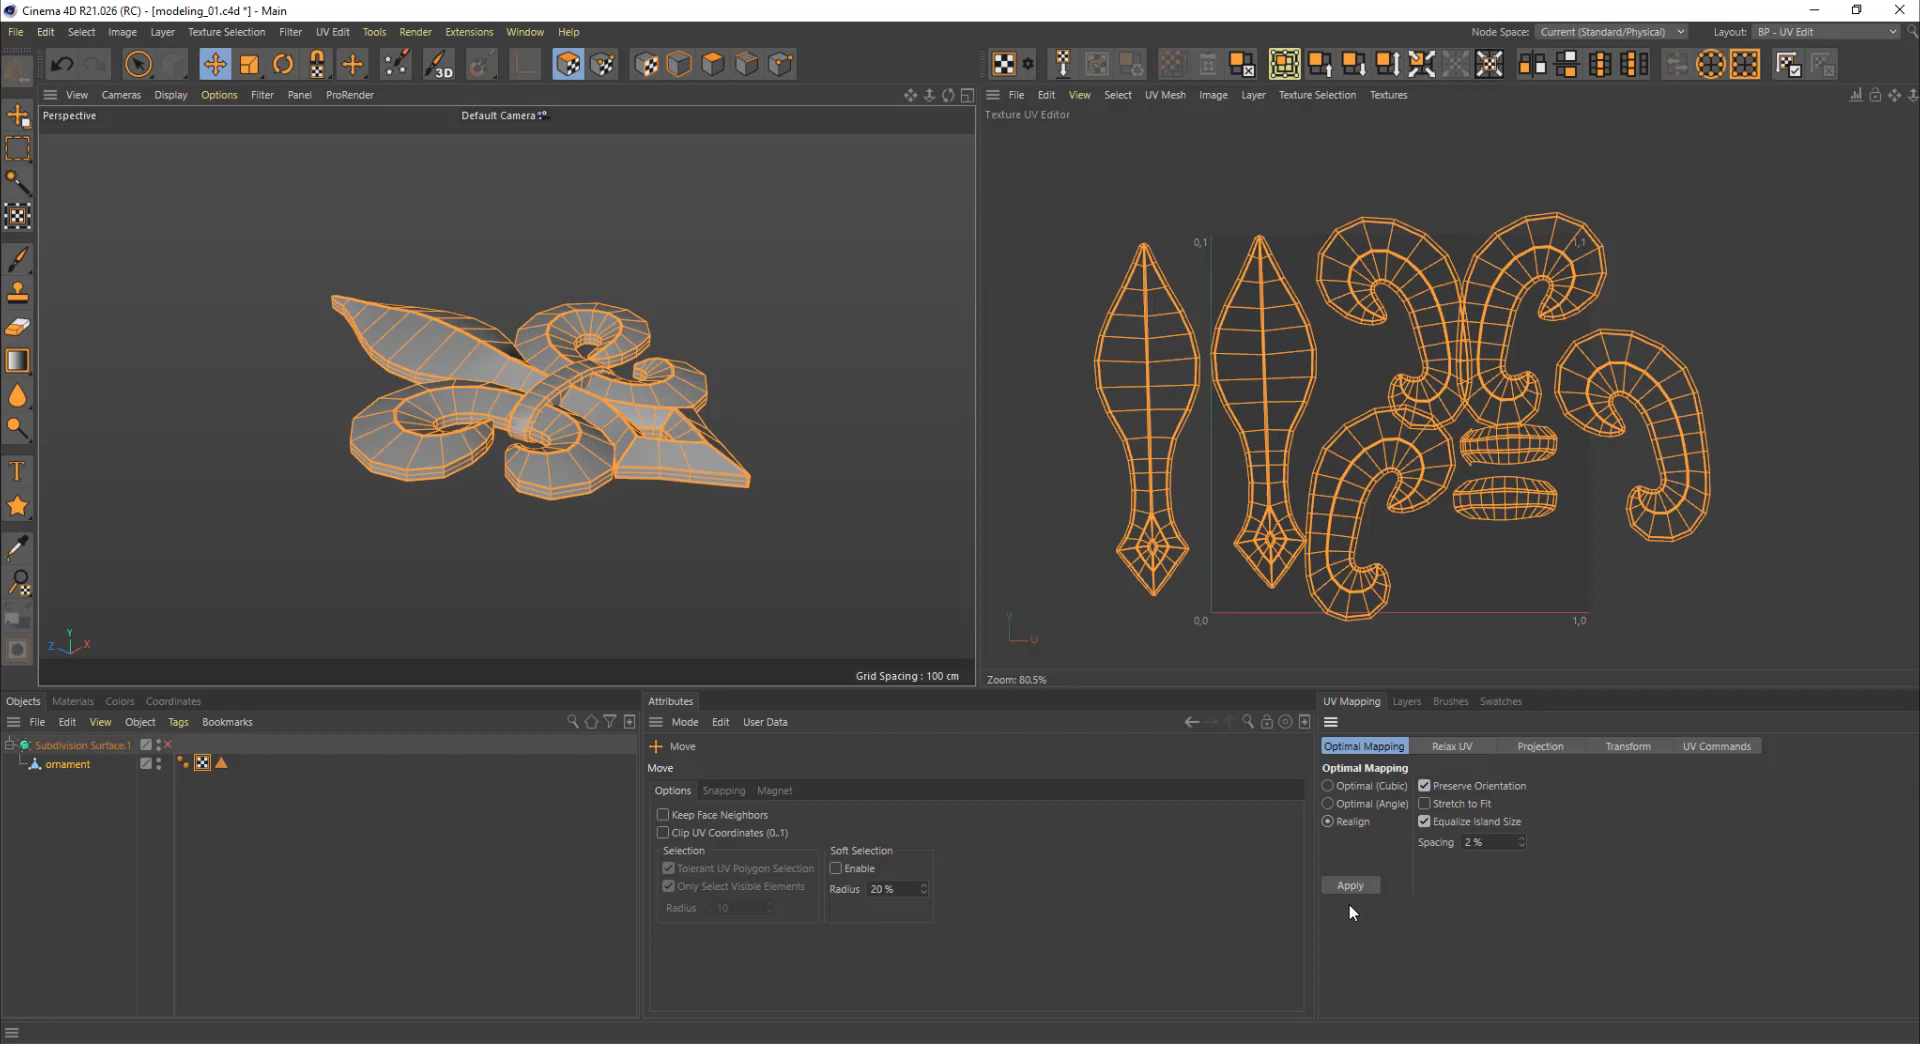 Cinema 4D R21.026 (RC) - [modeling_01.c4d *] - Main
File Edit Select Image Layer Texture Selection Filter UV Edit Tools Render Extensions Window Help
Node Space: Current (Standard/Physical) Layout: BP - UV Edit
3D
View Cameras Display Options Filter Panel ProRender
File Edit View Select UV Mesh Image Layer Texture Selection Textures
Perspective
Default Camera
Texture UV Editor
0,1
1,1
0,0
1,0
U
Y
Z
X
Grid Spacing : 100 cm
Zoom: 80.5%
Objects Materials Colors Coordinates
File Edit View Object Tags Bookmarks
Subdivision Surface.1
ornament
Attributes
Mode Edit User Data
Move
Move
Options Snapping Magnet
Keep Face Neighbors
Clip UV Coordinates (0..1)
Selection
Tolerant UV Polygon Selection
Only Select Visible Elements
Radius 10
Soft Selection
Enable
Radius 20 %
UV Mapping Layers Brushes Swatches
Optimal Mapping Relax UV Projection Transform UV Commands
Optimal Mapping
Optimal (Cubic) Preserve Orientation
Optimal (Angle) Stretch to Fit
Realign Equalize Island Size
Spacing 2 %
Apply